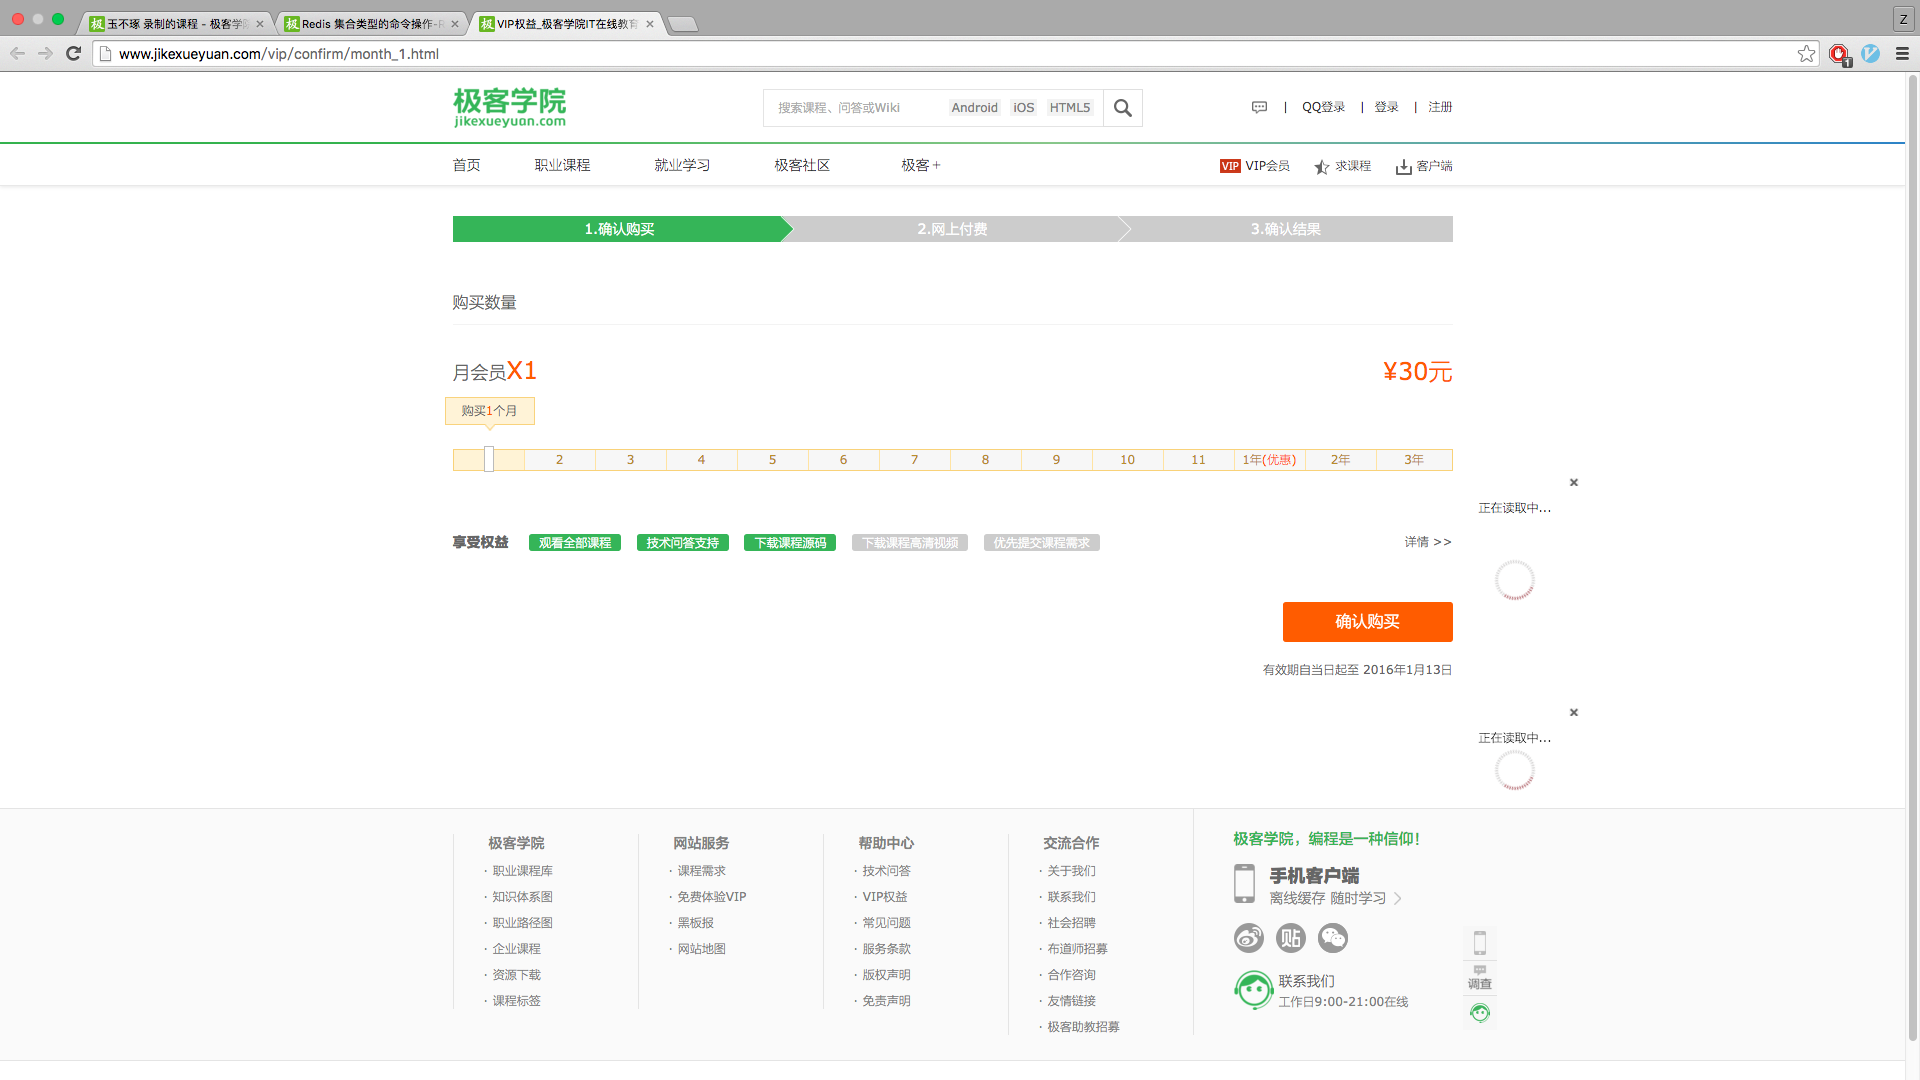 玉不琢 录制的课程 - 极客学院
Redis 集合类型的命令操作-R
VIP权益_极客学院IT在线教育
Z
www.jikexueyuan.com/vip/confirm/month_1.html
极客学院
jikexueyuan.com
搜索课程、问答或Wiki Android iOS HTML5
| QQ登录 | 登录 | 注册
首页 职业课程 就业学习 极客社区 极客+
VIP VIP会员 求课程 客户端
1.确认购买 2.网上付费 3.确认结果
购买数量
月会员X1 ¥30元
购买1个月
2 3 4 5 6 7 8 9 10 11 1年(优惠) 2年 3年
正在读取中...
享受权益 观看全部课程 技术问答支持 下载课程源码 下载课程高清视频 优先提交课程需求 详情 >>
确认购买
有效期自当日起至 2016年1月13日
正在读取中...
极客学院
· 职业课程库
· 知识体系图
· 职业路径图
· 企业课程
· 资源下载
· 课程标签
网站服务
· 课程需求
· 免费体验VIP
· 黑板报
· 网站地图
帮助中心
· 技术问答
· VIP权益
· 常见问题
· 服务条款
· 版权声明
· 免责声明
交流合作
· 关于我们
· 联系我们
· 社会招聘
· 布道师招募
· 合作咨询
· 友情链接
· 极客助教招募
极客学院，编程是一种信仰！
手机客户端
离线缓存 随时学习
贴
联系我们
工作日9:00-21:00在线
调查